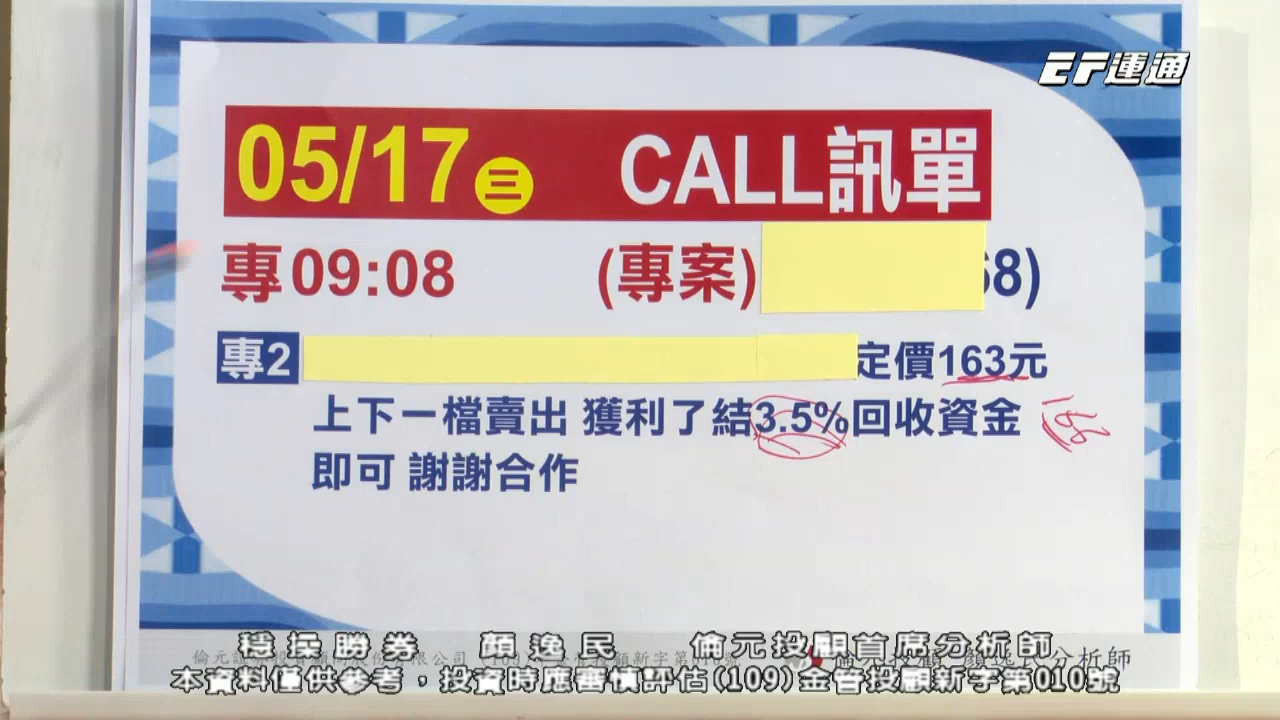 EF運通
05/17三 CALL訊單
專09:08 (專案) 68)
專2 定價163元
上下一檔賣出 獲利了結3.5%回收資金
即可 謝謝合作
穩操勝券 顏逸民 倫元投顧首席分析師
本資料僅供參考，投資時應審慎評估(109)金管投顧新字第010號